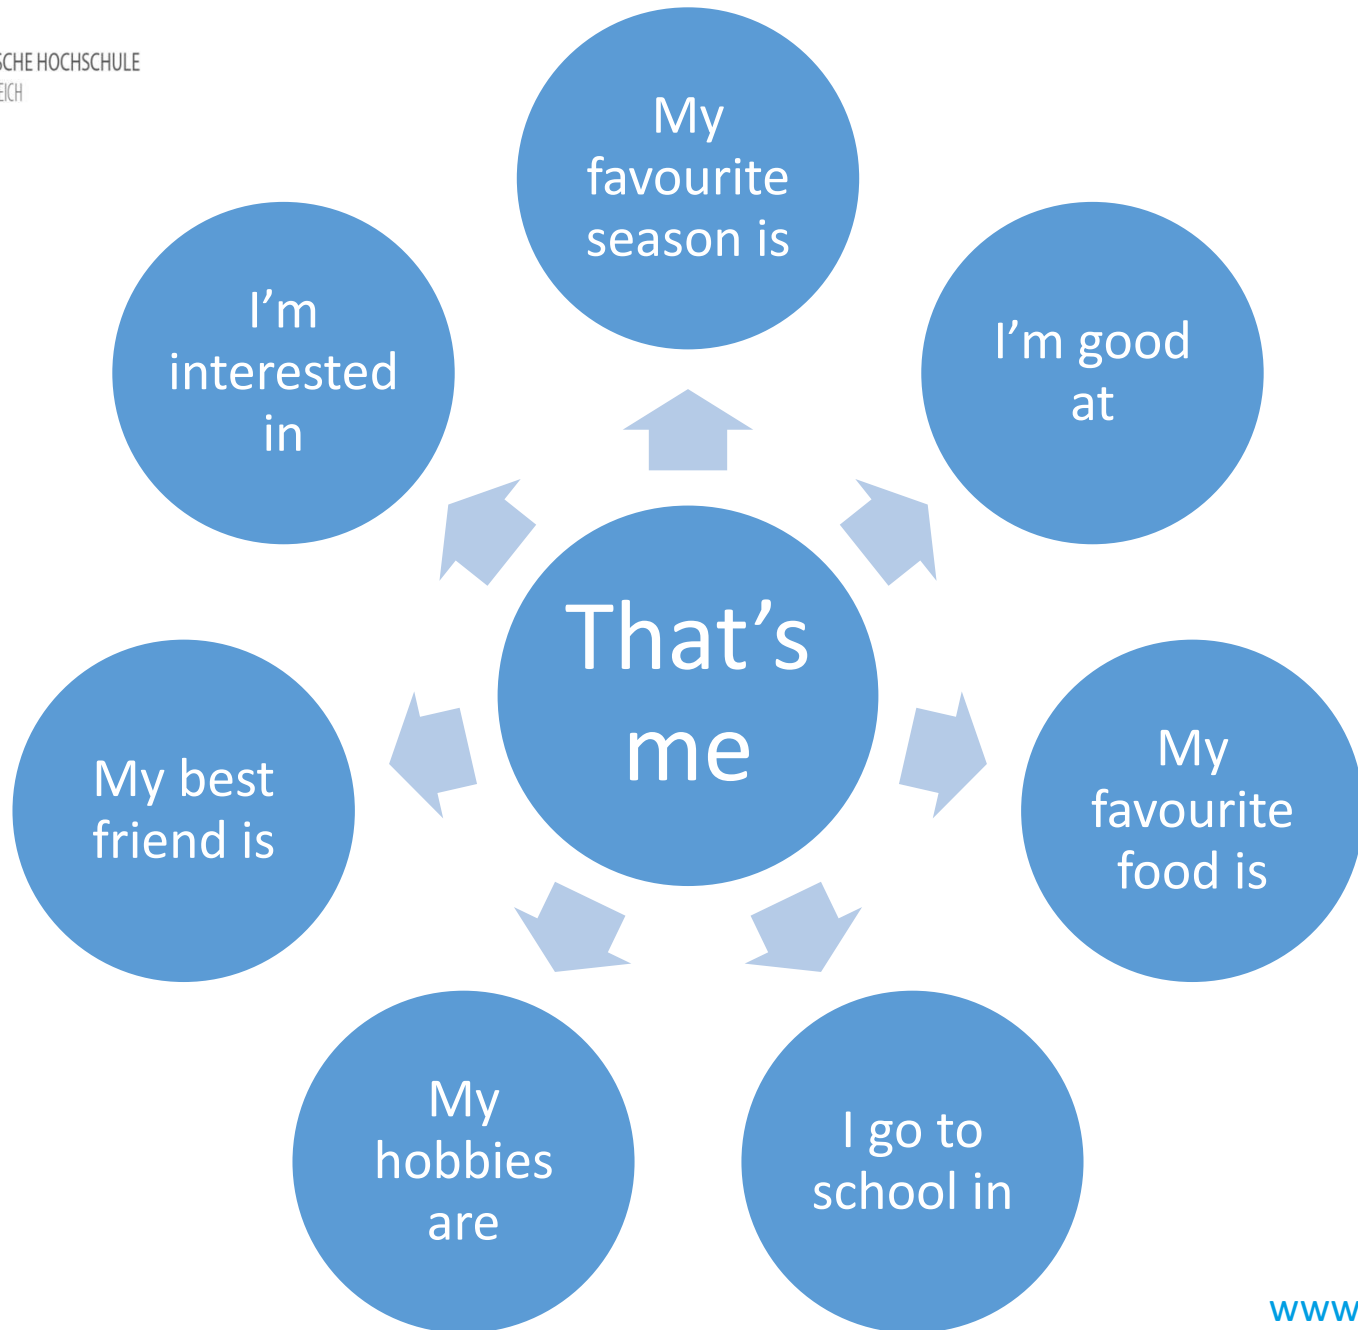 SCHE HOCHSCHULE
EICH
My
favourite
season is
I'm good
at
My
favourite
food is
I go to
school in
My
hobbies
are
My best
friend is
I'm
interested
in
That's
me
www